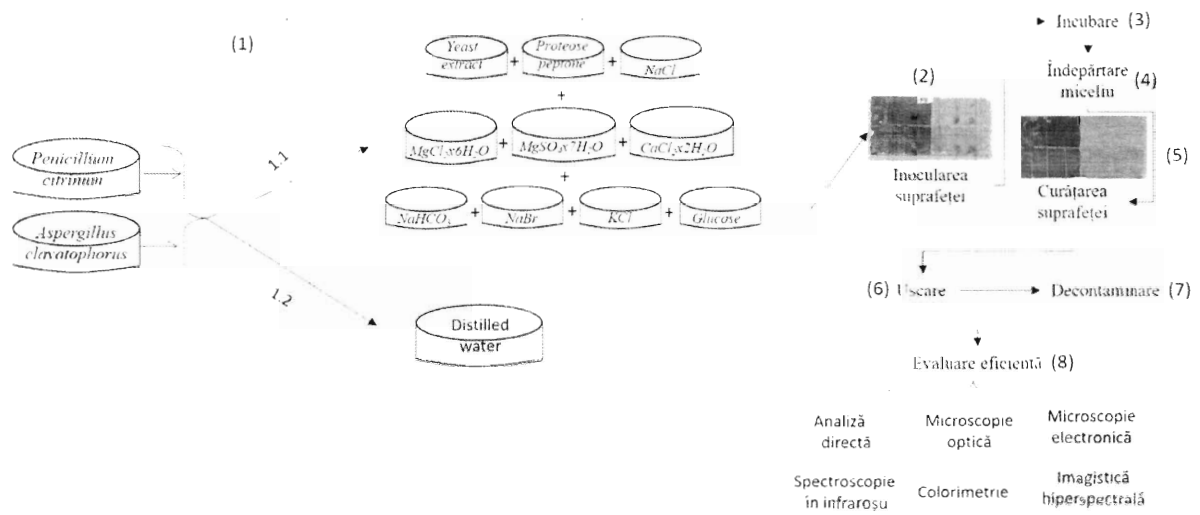 (1)
Penicillium
citrinum
Aspergillus
clavatophorus
1.1
1.2
Yeast
extract
+
Proteose
peptone
+
NaCl
+
MgCl₂x6H₂O
+
MgSO₄x7H₂O
+
CaCl₂x2H₂O
+
NaHCO₃
+
NaBr
+
KCl
+
Glucose
Distilled
water
(2)
Inocularea
suprafeței
Incubare (3)
Îndepărtare
miceliu
(4)
(5)
Curățarea
suprafeței
(6) Uscare
Decontaminare (7)
Evaluare eficientă (8)
Analiză
directă
Microscopie
optică
Microscopie
electronică
Spectroscopie
în infraroșu
Colorimetrie
Imagistică
hiperspectrală